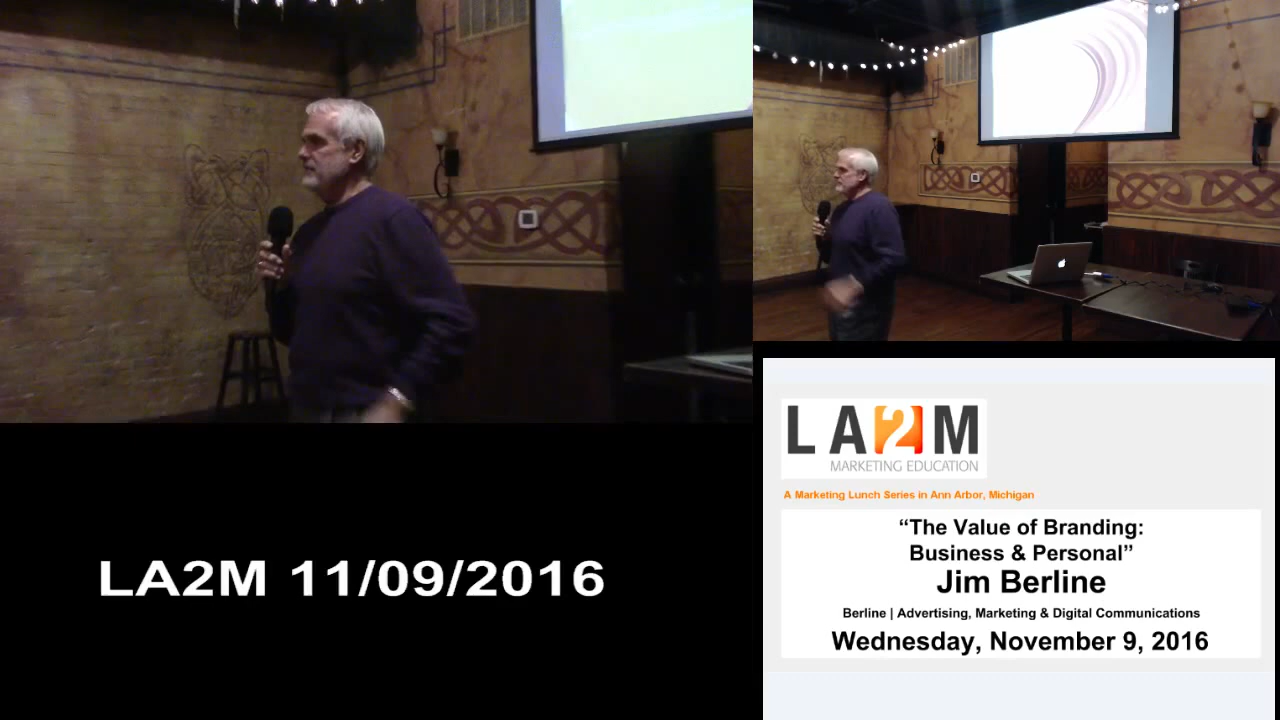 LA2M 11/09/2016
LA2M
MARKETING EDUCATION
A Marketing Lunch Series in Ann Arbor, Michigan
“The Value of Branding:
Business & Personal”
Jim Berline
Berline | Advertising, Marketing & Digital Communications
Wednesday, November 9, 2016